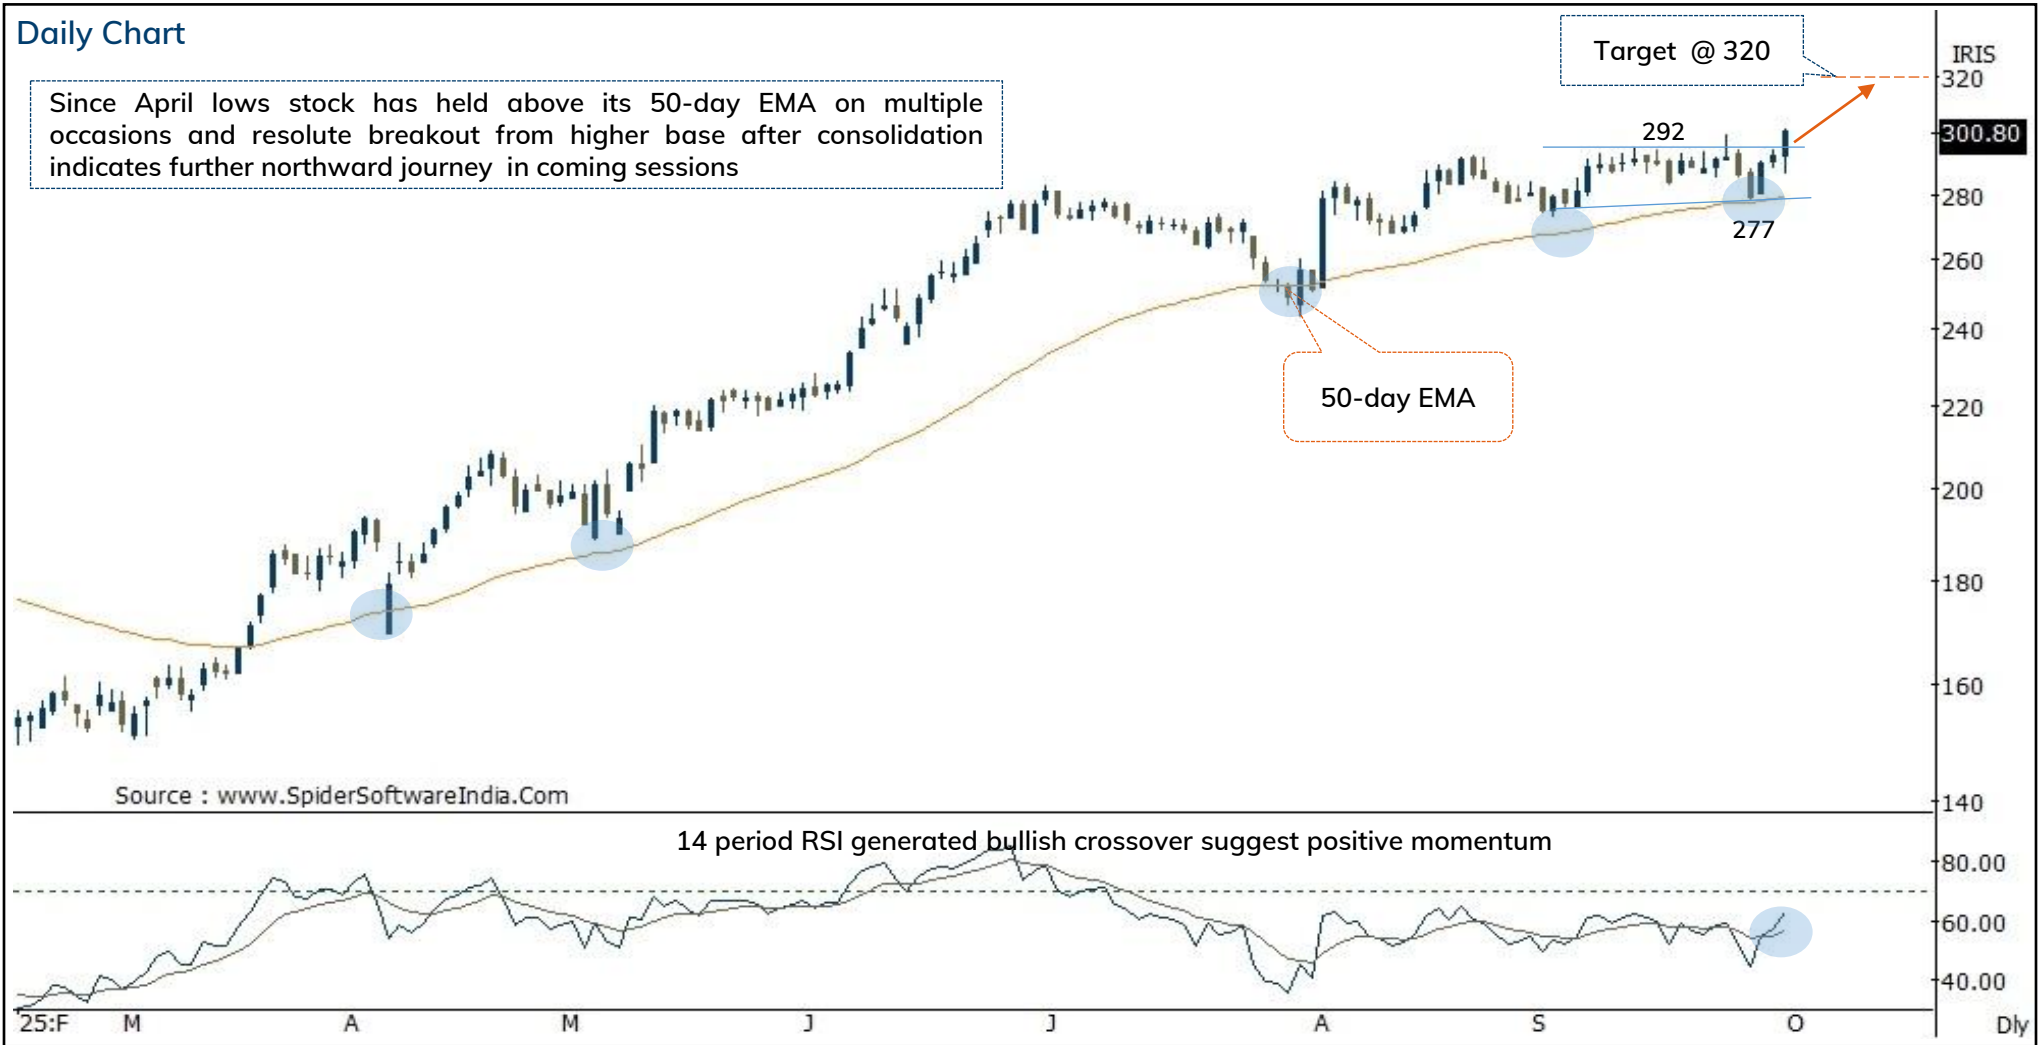 Daily Chart
Target @ 320
IRIS
320
Since April lows stock has held above its 50-day EMA on multiple
occasions and resolute breakout from higher base after consolidation
indicates further northward journey in coming sessions
292
300.80
280
277
260
240
50-day EMA
220
200
180
160
Source : www.SpiderSoftwareIndia.Com
140
14 period RSI generated bullish crossover suggest positive momentum
80.00
60.00
40.00
'25:F M A M J J A S O Dly